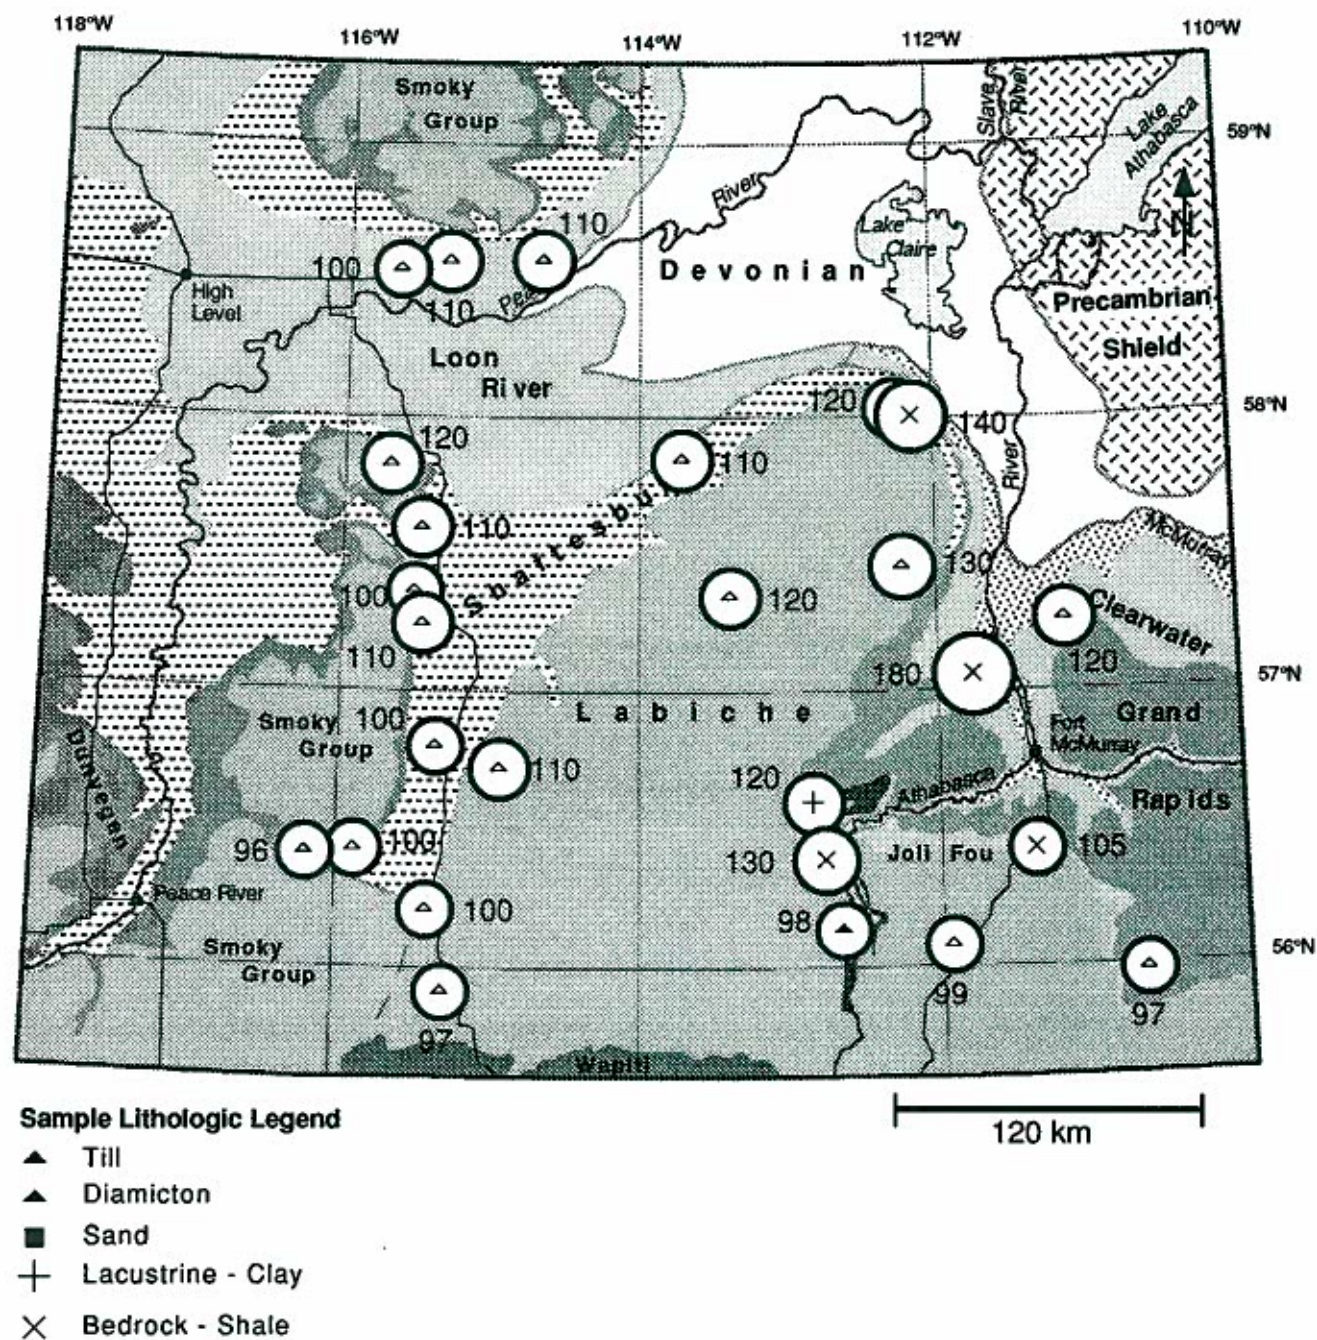 118°W
116°W
114°W
112°W
110°W
Smoky
Group
Slave
River
Lake
Athabasca
59°N
River
Lake
Claire
N
110
100
110
Devonian
High
Level
Precambrian
Shield
Loon
River
58°N
120
140
120
110
River
110
McMurray
130
100
120
Clearwater
110
120
180
57°N
100
Labiche
Grand
Smoky
Group
Fort
McMurray
110
120
Athabasca
Rapids
Dunvegan
96
100
130
Joli Fou
105
Peace River
100
98
Smoky
Group
56°N
99
97
97
Wapiti
Sample Lithologic Legend
Till
Diamicton
Sand
Lacustrine - Clay
Bedrock - Shale
120 km